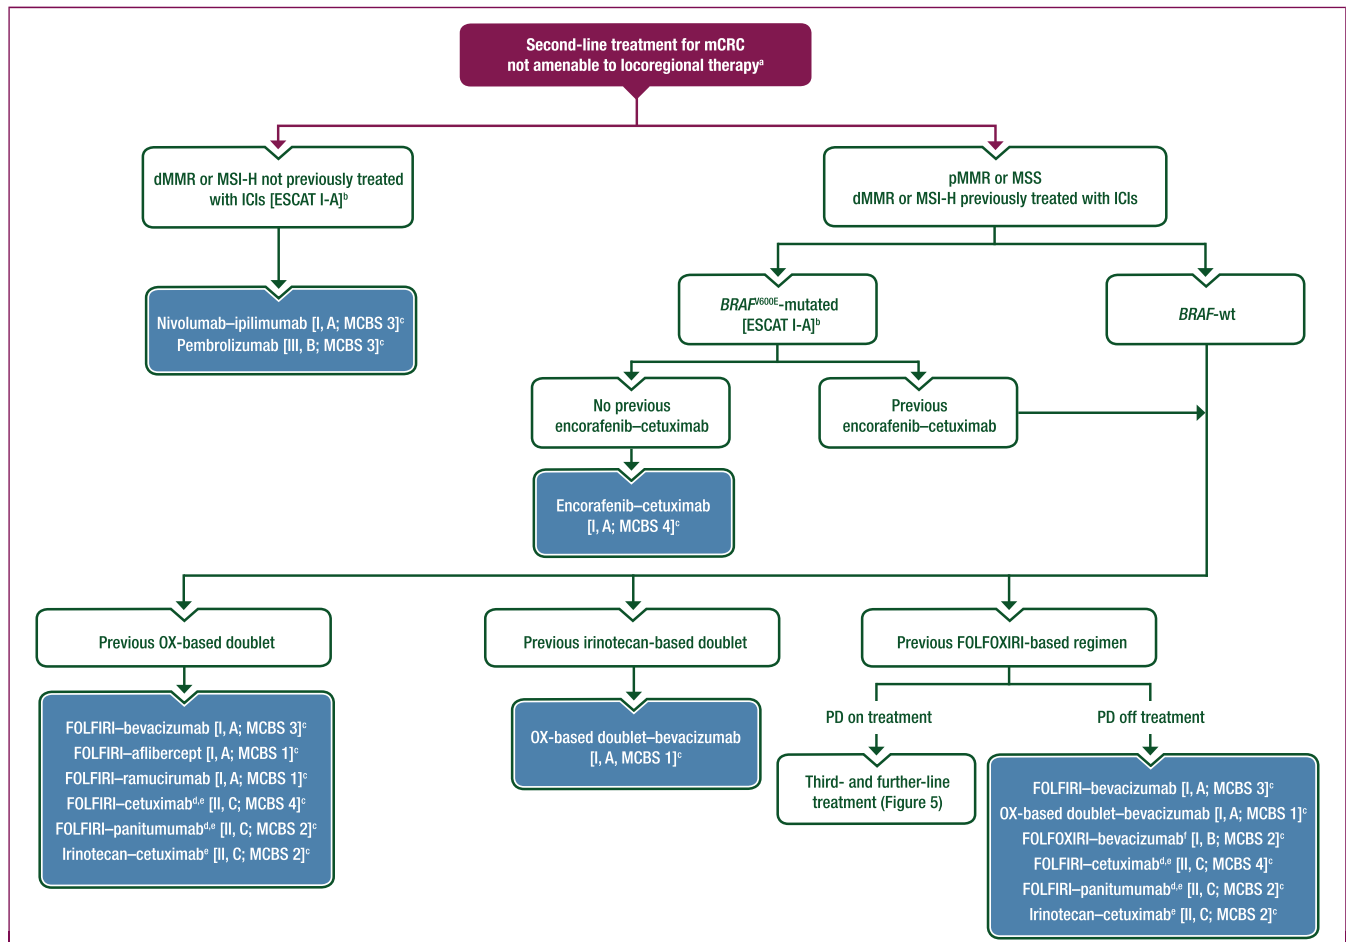 Second-line treatment for mCRC
not amenable to locoregional therapyᵃ
dMMR or MSI-H not previously treated
with ICIs [ESCAT I-A]ᵇ
pMMR or MSS
dMMR or MSI-H previously treated with ICIs
Nivolumab–ipilimumab [I, A; MCBS 3]ᶜ
Pembrolizumab [III, B; MCBS 3]ᶜ
BRAFⱽ⁶⁰⁰ᴱ-mutated
[ESCAT I-A]ᵇ
BRAF-wt
No previous
encorafenib–cetuximab
Previous
encorafenib–cetuximab
Encorafenib–cetuximab
[I, A; MCBS 4]ᶜ
Previous OX-based doublet
Previous irinotecan-based doublet
Previous FOLFOXIRI-based regimen
FOLFIRI–bevacizumab [I, A; MCBS 3]ᶜ
FOLFIRI–aflibercept [I, A; MCBS 1]ᶜ
FOLFIRI–ramucirumab [I, A; MCBS 1]ᶜ
FOLFIRI–cetuximabᵈ,ᵉ [II, C; MCBS 4]ᶜ
FOLFIRI–panitumumabᵈ,ᵉ [II, C; MCBS 2]ᶜ
Irinotecan–cetuximabᵉ [II, C; MCBS 2]ᶜ
OX-based doublet–bevacizumab
[I, A, MCBS 1]ᶜ
PD on treatment
PD off treatment
Third- and further-line
treatment (Figure 5)
FOLFIRI–bevacizumab [I, A; MCBS 3]ᶜ
OX-based doublet–bevacizumab [I, A; MCBS 1]ᶜ
FOLFOXIRI–bevacizumabᶠ [I, B; MCBS 2]ᶜ
FOLFIRI–cetuximabᵈ,ᵉ [II, C; MCBS 4]ᶜ
FOLFIRI–panitumumabᵈ,ᵉ [II, C; MCBS 2]ᶜ
Irinotecan–cetuximabᵉ [II, C; MCBS 2]ᶜ